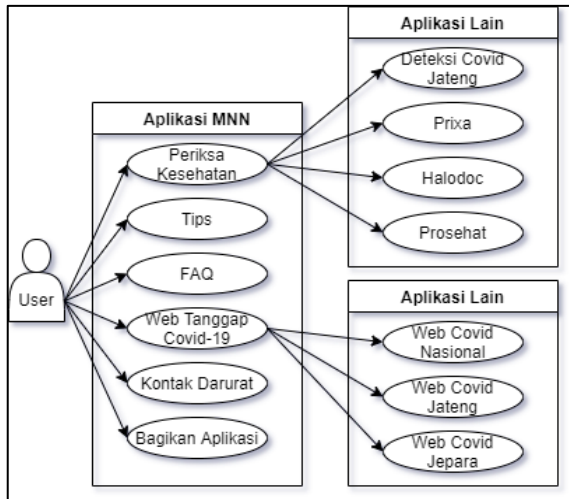 Aplikasi Lain
Deteksi Covid
Jateng
Prixa
Halodoc
Prosehat
Aplikasi MNN
Periksa
Kesehatan
Tips
FAQ
Web Tanggap
Covid-19
Kontak Darurat
Bagikan Aplikasi
User
Aplikasi Lain
Web Covid
Nasional
Web Covid
Jateng
Web Covid
Jepara